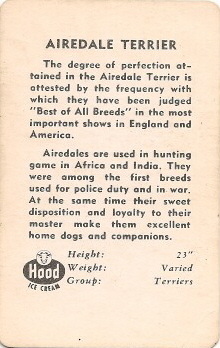 AIREDALE TERRIER
The degree of perfection at-
tained in the Airedale Terrier is
attested by the frequency with
which they have been judged
"Best of All Breeds" in the most
important shows in England and
America.
Airedales are used in hunting
game in Africa and India. They
were among the first breeds
used for police duty and in war.
At the same time their sweet
disposition and loyalty to their
master make them excellent
home dogs and companions.
Hood
ICE CREAM
Height: 23"
Weight: Varied
Group: Terriers